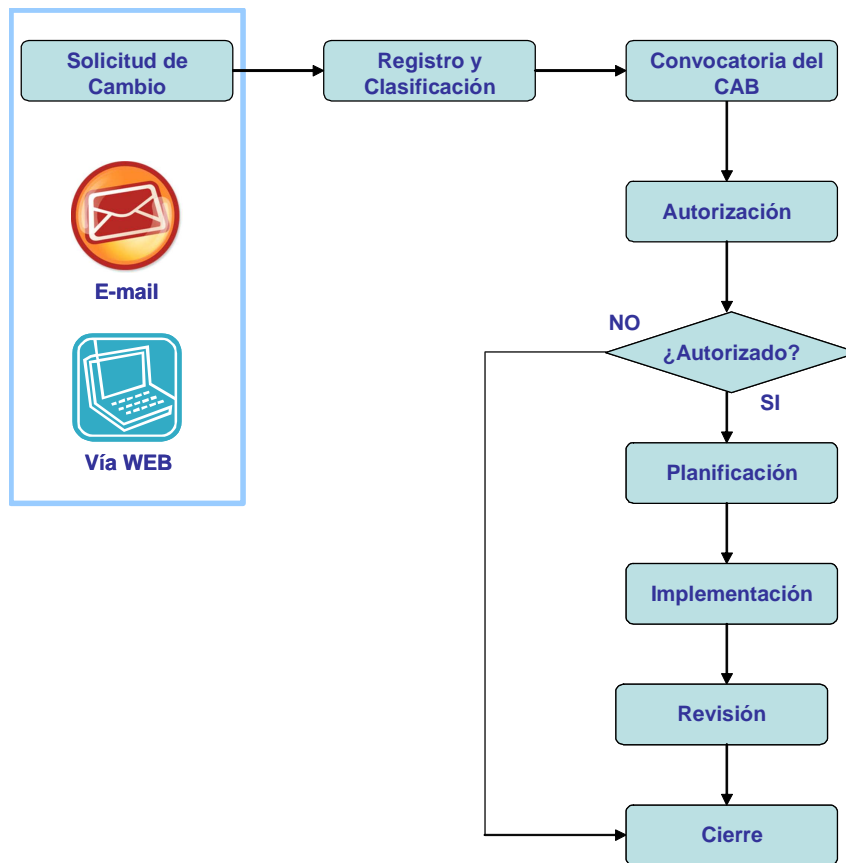 Solicitud de
Cambio
Registro y
Clasificación
Convocatoria del
CAB
E-mail
Vía WEB
Autorización
NO
¿Autorizado?
SI
Planificación
Implementación
Revisión
Cierre